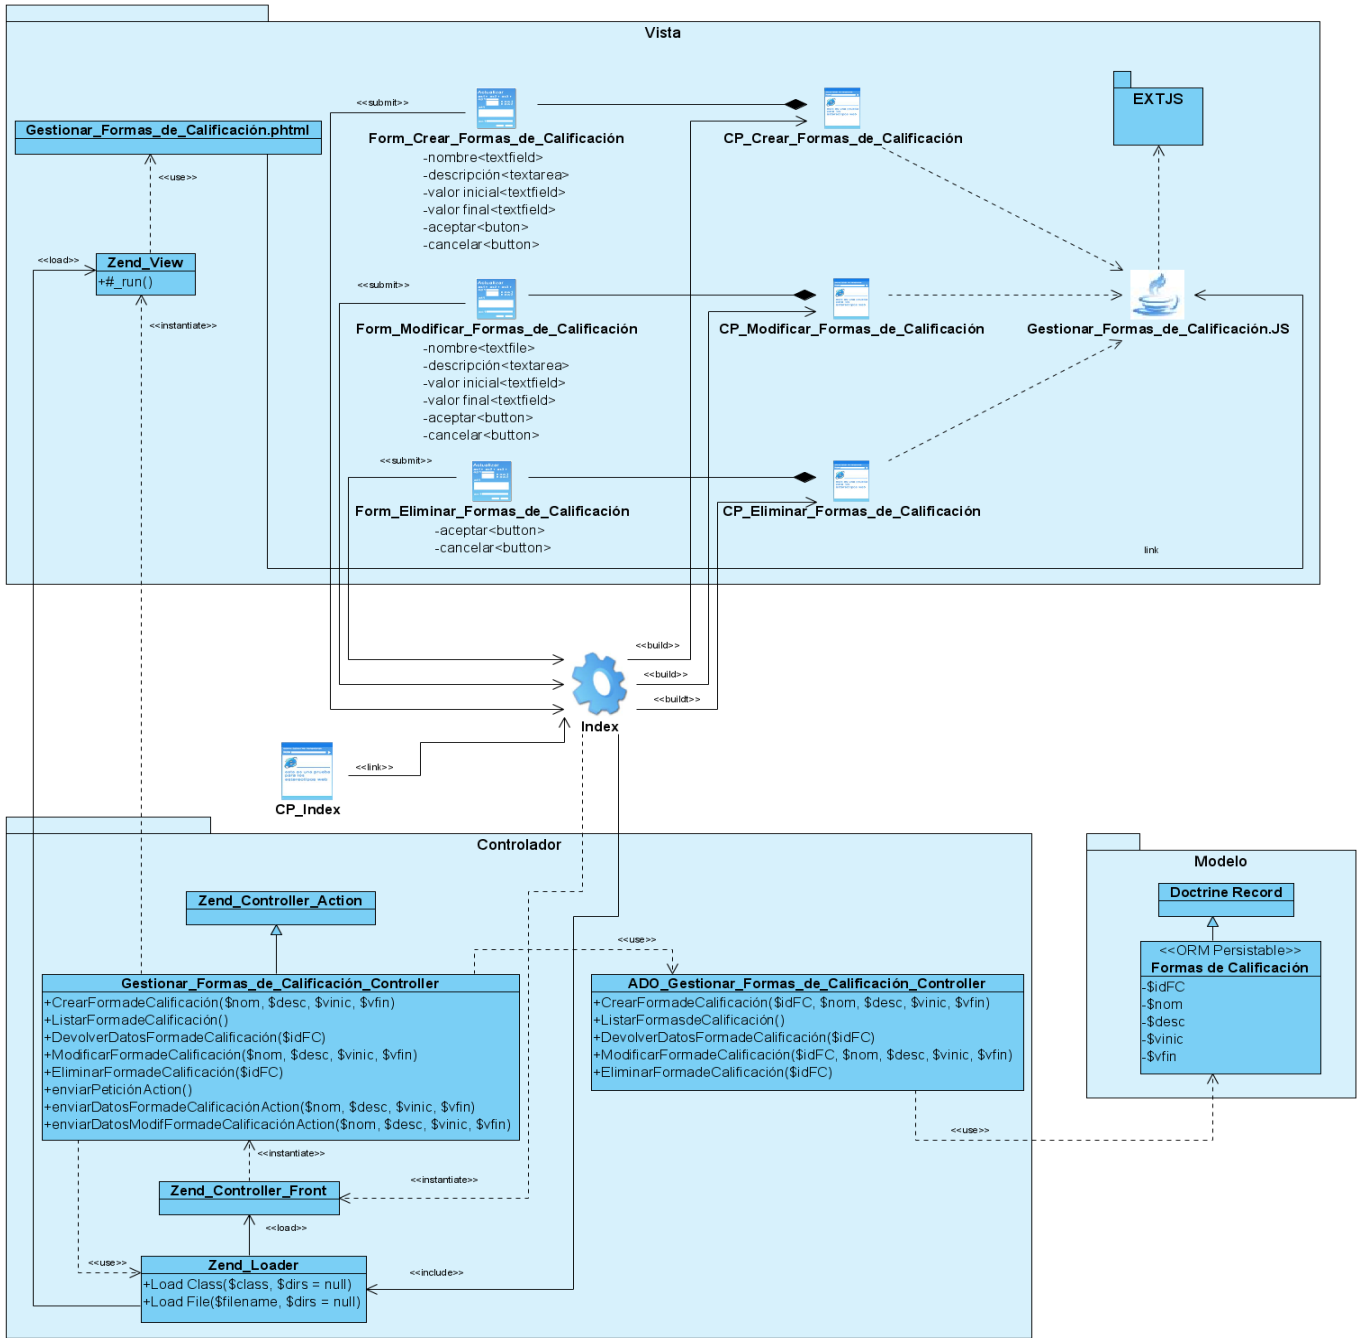 Vista
EXTJS
<<submit>>
Gestionar_Formas_de_Calificación.phtml
Form_Crear_Formas_de_Calificación
CP_Crear_Formas_de_Calificación
-nombre<textfield>
-descripción<textarea>
-valor inicial<textfield>
-valor final<textfield>
-aceptar<buton>
-cancelar<button>
<<use>>
<<load>>
Zend_View
+#_run()
<<instantiate>>
<<submit>>
Form_Modificar_Formas_de_Calificación
CP_Modificar_Formas_de_Calificación
Gestionar_Formas_de_Calificación.JS
-nombre<textfile>
-descripción<textarea>
-valor inicial<textfield>
-valor final<textfield>
-aceptar<button>
-cancelar<button>
<<submit>>
Form_Eliminar_Formas_de_Calificación
CP_Eliminar_Formas_de_Calificación
-aceptar<button>
-cancelar<button>
link
<<build>>
<<build>>
<<buildt>>
Index
<<link>>
CP_Index
Controlador
Modelo
Zend_Controller_Action
Doctrine Record
<<use>>
<<ORM Persistable>>
Formas de Calificación
-$idFC
-$nom
-$desc
-$vinic
-$vfin
Gestionar_Formas_de_Calificación_Controller
+CrearFormadeCalificación($nom, $desc, $vinic, $vfin)
+ListarFormadeCalificación()
+DevolverDatosFormadeCalificación($idFC)
+ModificarFormadeCalificación($nom, $desc, $vinic, $vfin)
+EliminarFormadeCalificación($idFC)
+enviarPeticiónAction()
+enviarDatosFormadeCalificaciónAction($nom, $desc, $vinic, $vfin)
+enviarDatosModifFormadeCalificaciónAction($nom, $desc, $vinic, $vfin)
ADO_Gestionar_Formas_de_Calificación_Controller
+CrearFormadeCalificación($idFC, $nom, $desc, $vinic, $vfin)
+ListarFormasdeCalificación()
+DevolverDatosFormadeCalificación($idFC)
+ModificarFormadeCalificación($idFC, $nom, $desc, $vinic, $vfin)
+EliminarFormadeCalificación($idFC)
<<use>>
<<instantiate>>
<<instantiate>>
Zend_Controller_Front
<<load>>
<<use>>
<<include>>
Zend_Loader
+Load Class($class, $dirs = null)
+Load File($filename, $dirs = null)